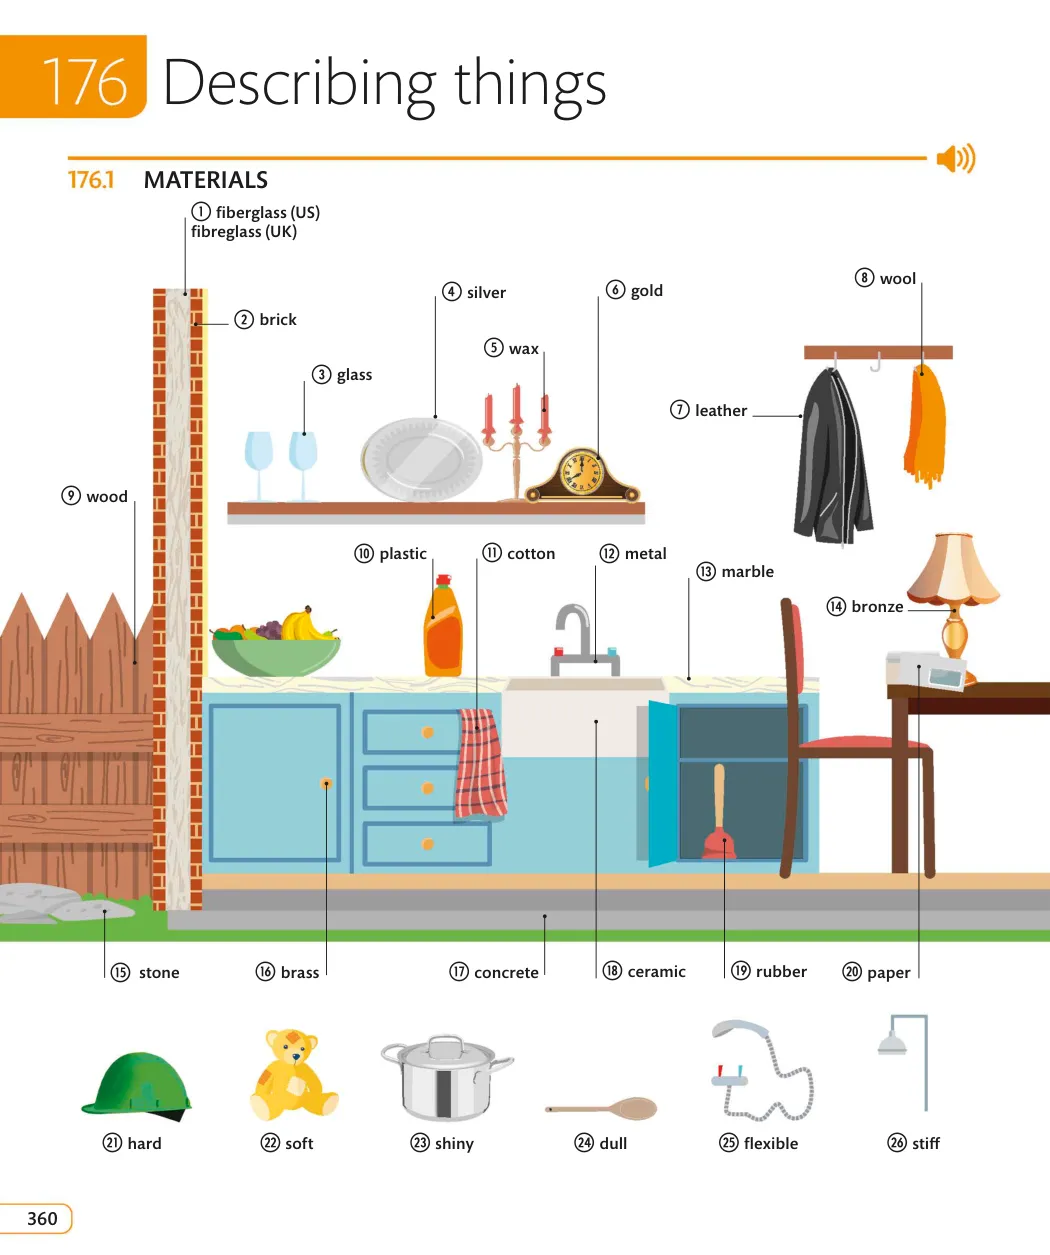 176 Describing things
176.1 MATERIALS
① fiberglass (US)
fibreglass (UK)
② brick
③ glass
④ silver
⑤ wax
⑥ gold
⑦ leather
⑧ wool
⑨ wood
⑩ plastic
⑪ cotton
⑫ metal
⑬ marble
⑭ bronze
⑮ stone
⑯ brass
⑰ concrete
⑱ ceramic
⑲ rubber
⑳ paper
㉑ hard
㉒ soft
㉓ shiny
㉔ dull
㉕ flexible
㉖ stiff
360